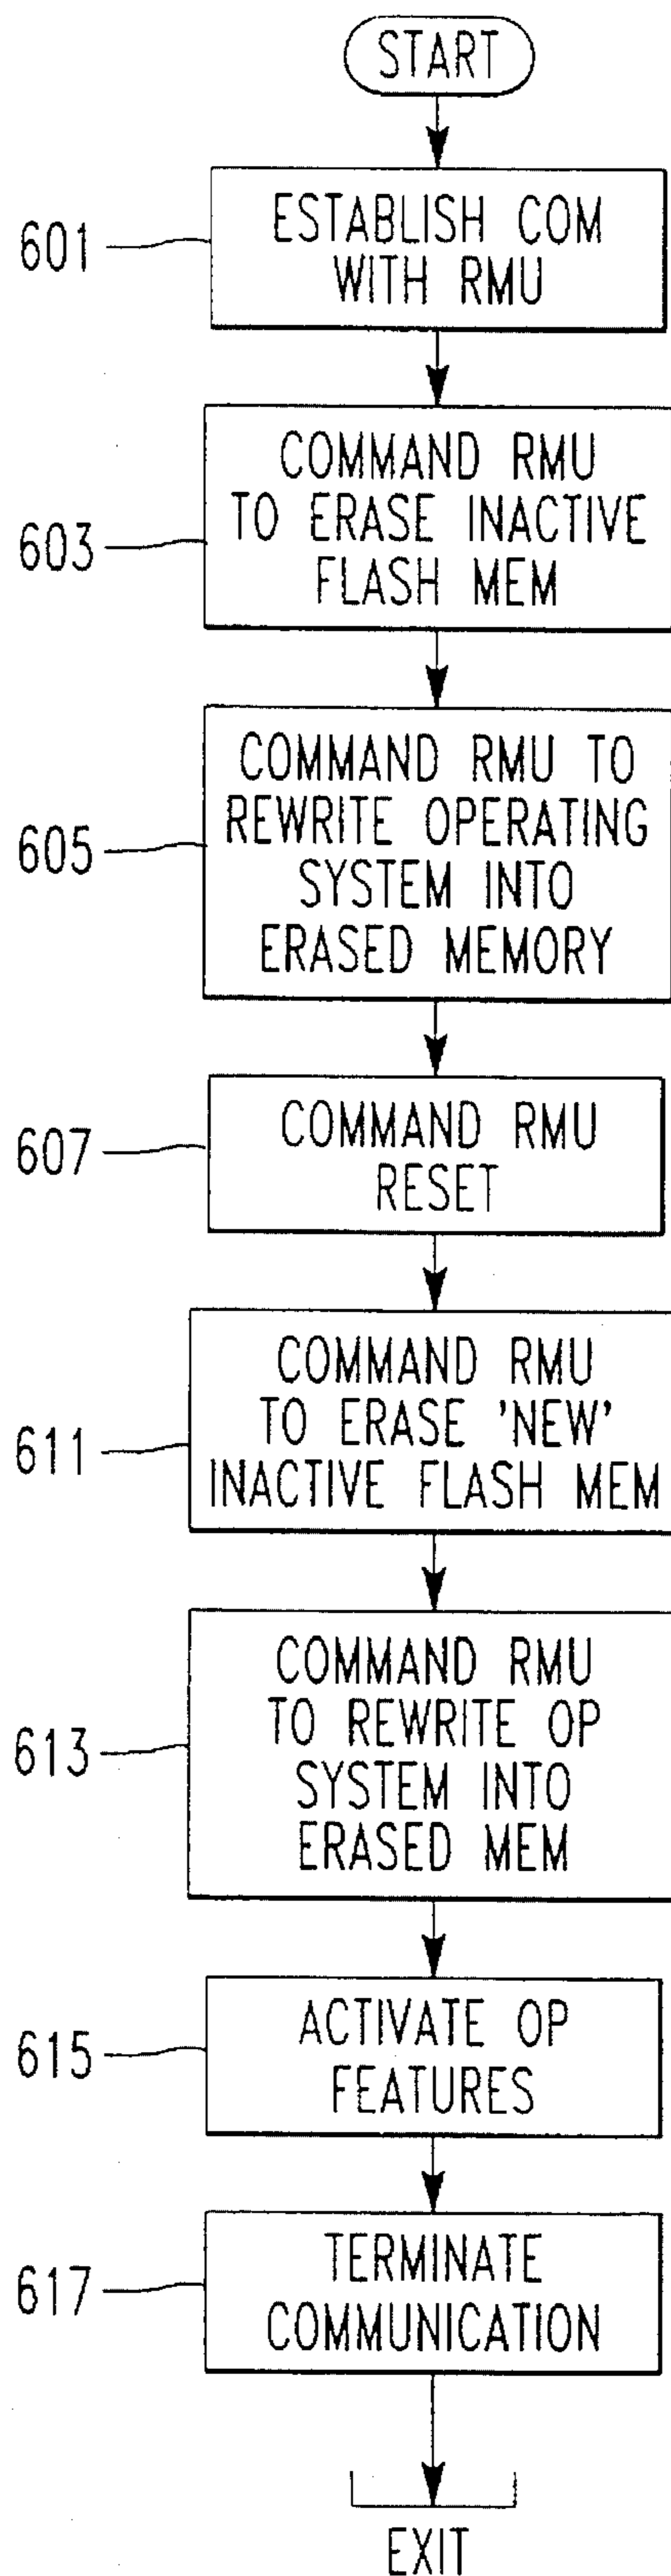 START
601
ESTABLISH COM
WITH RMU
603
COMMAND RMU
TO ERASE INACTIVE
FLASH MEM
605
COMMAND RMU TO
REWRITE OPERATING
SYSTEM INTO
ERASED MEMORY
607
COMMAND RMU
RESET
611
COMMAND RMU
TO ERASE 'NEW'
INACTIVE FLASH MEM
613
COMMAND RMU
TO REWRITE OP
SYSTEM INTO
ERASED MEM
615
ACTIVATE OP
FEATURES
617
TERMINATE
COMMUNICATION
EXIT